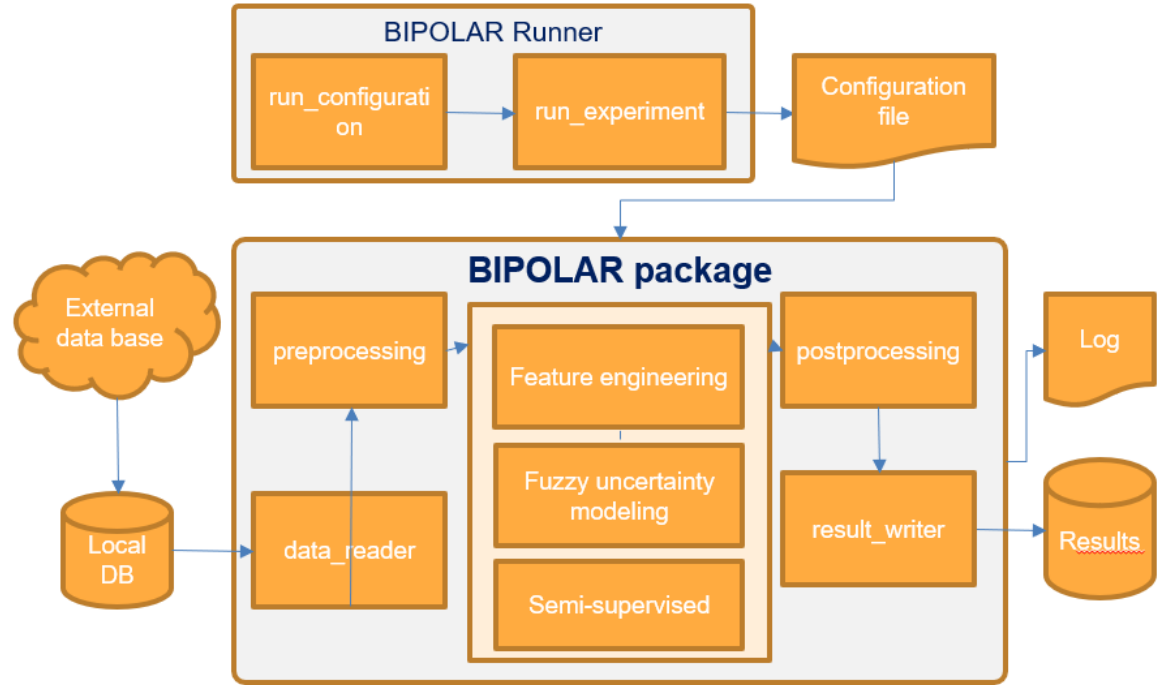 BIPOLAR Runner
run_configurati
on
run_experiment
Configuration
file
BIPOLAR package
External
data base
preprocessing
Feature engineering
postprocessing
Log
Fuzzy uncertainty
modeling
Local
DB
data_reader
result_writer
Results
Semi-supervised